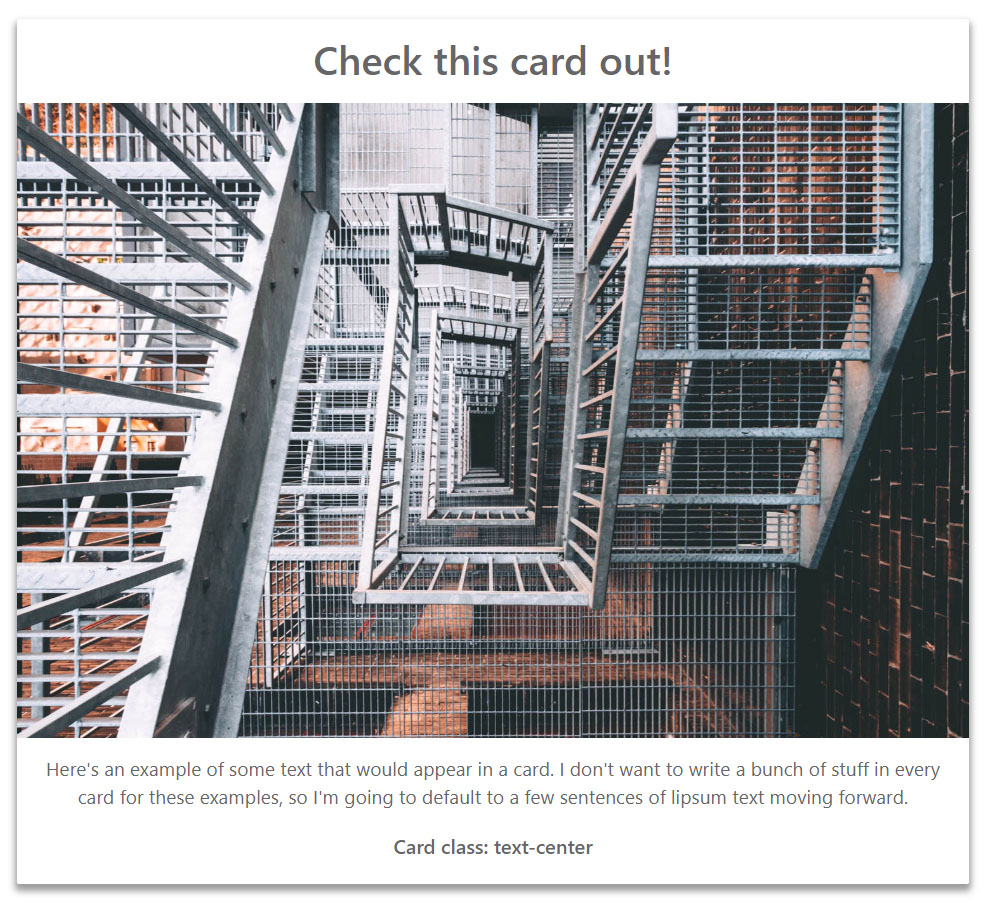 Check this card out!
Here's an example of some text that would appear in a card. I don't want to write a bunch of stuff in every
card for these examples, so I'm going to default to a few sentences of lipsum text moving forward.
Card class: text-center